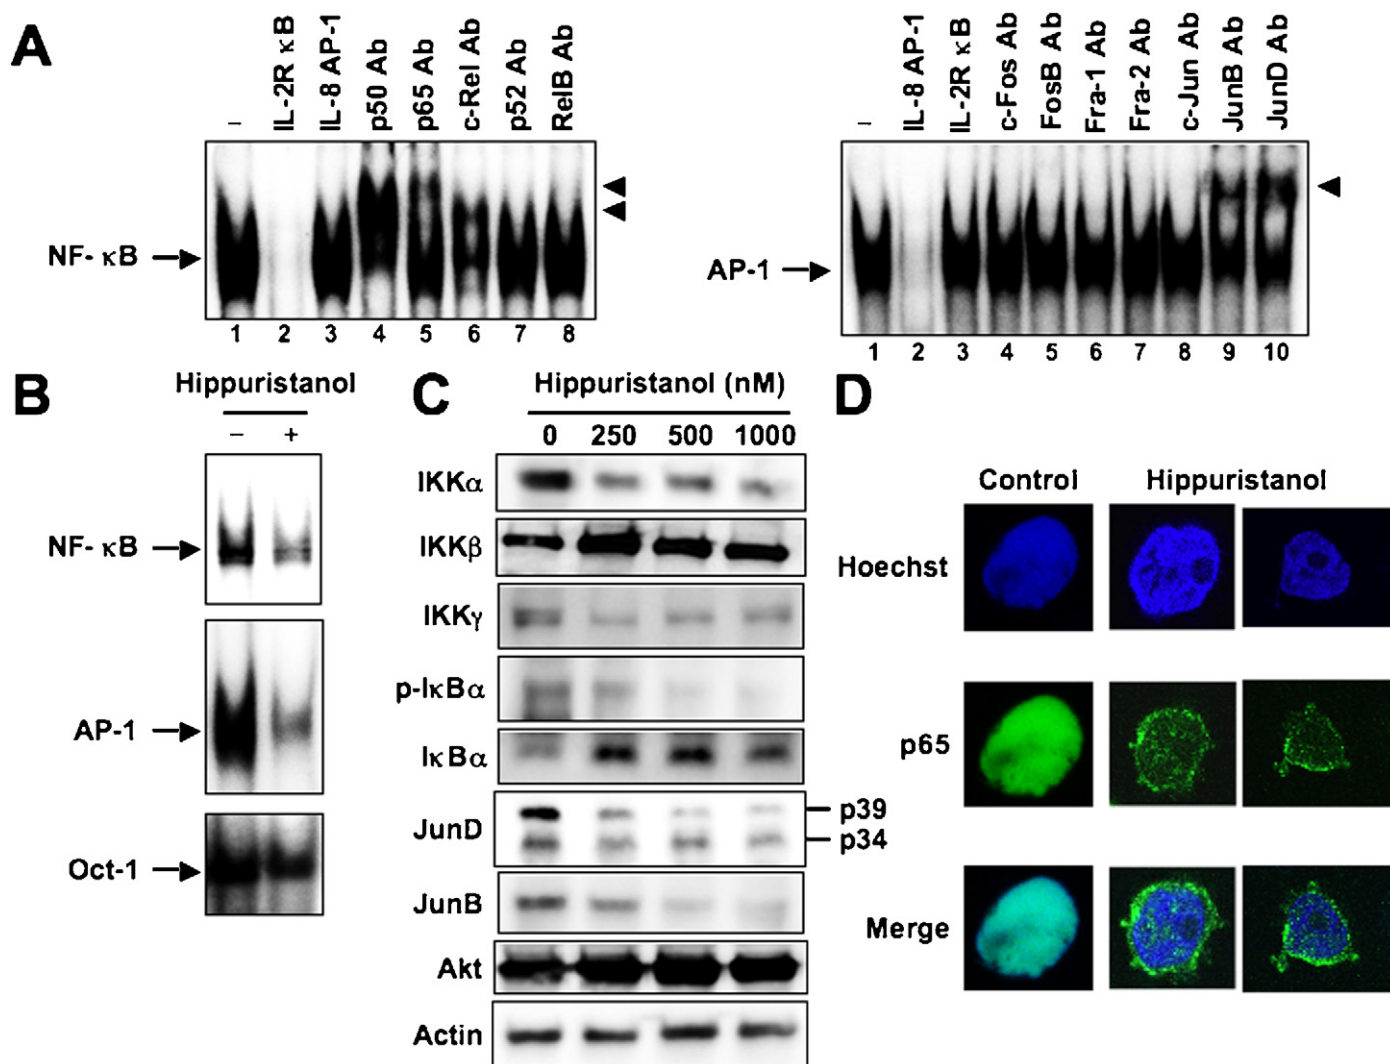 A
–
IL-2R κB
IL-8 AP-1
p50 Ab
p65 Ab
c-Rel Ab
p52 Ab
RelB Ab
NF- κB
1 2 3 4 5 6 7 8
–
IL-8 AP-1
IL-2R κB
c-Fos Ab
FosB Ab
Fra-1 Ab
Fra-2 Ab
c-Jun Ab
JunB Ab
JunD Ab
AP-1
1 2 3 4 5 6 7 8 9 10
B
Hippuristanol
– +
NF- κB
AP-1
Oct-1
C
Hippuristanol (nM)
0 250 500 1000
IKKα
IKKβ
IKKγ
p-IκBα
IκBα
JunD
p39
p34
JunB
Akt
Actin
D
Control Hippuristanol
Hoechst
p65
Merge